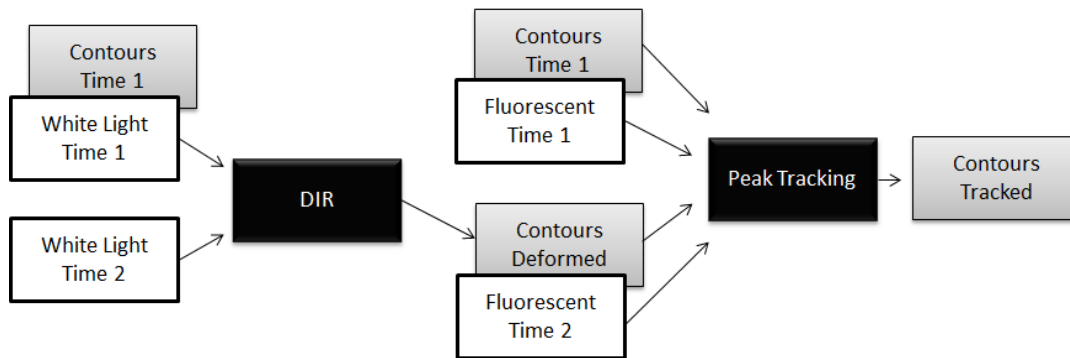 Contours
Time 1
White Light
Time 1
White Light
Time 2
DIR
Contours
Time 1
Fluorescent
Time 1
Contours
Deformed
Fluorescent
Time 2
Peak Tracking
Contours
Tracked